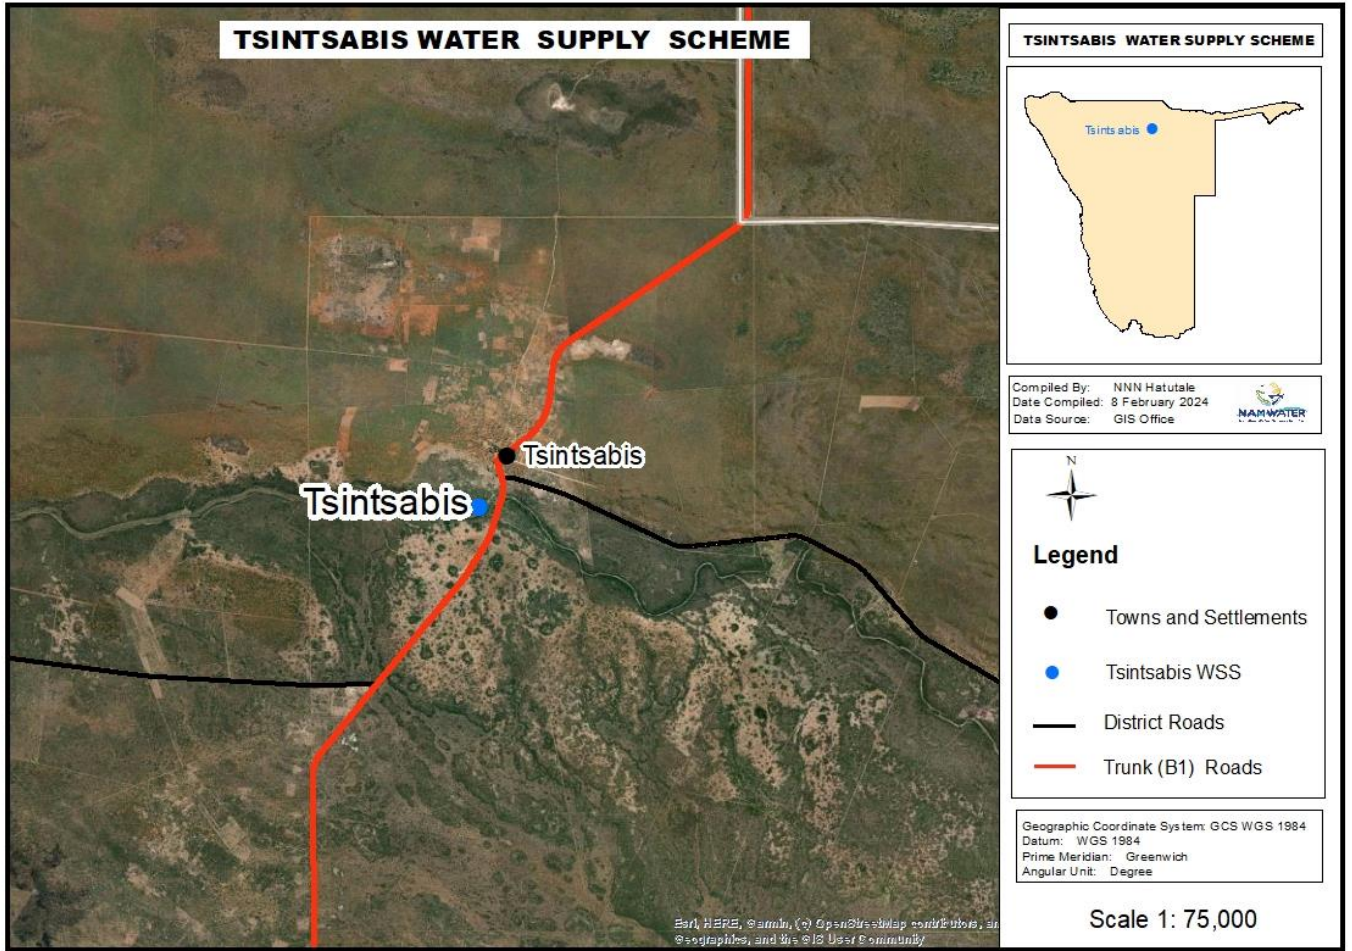 TSINTSABIS WATER SUPPLY SCHEME
Tsintsabis
Tsintsabis
Esri, HERE, Garmin, (c) OpenStreetMap contributors, an
Geographics, and the GIS User Community
TSINTSABIS WATER SUPPLY SCHEME
Tsintsabis
Compiled By: NNN Hatutale
Date Compiled: 8 February 2024
Data Source: GIS Office
NAMWATER
N
Legend
Towns and Settlements
Tsintsabis WSS
District Roads
Trunk (B1) Roads
Geographic Coordinate System: GCS WGS 1984
Datum: WGS 1984
Prime Meridian: Greenwich
Angular Unit: Degree
Scale 1: 75,000